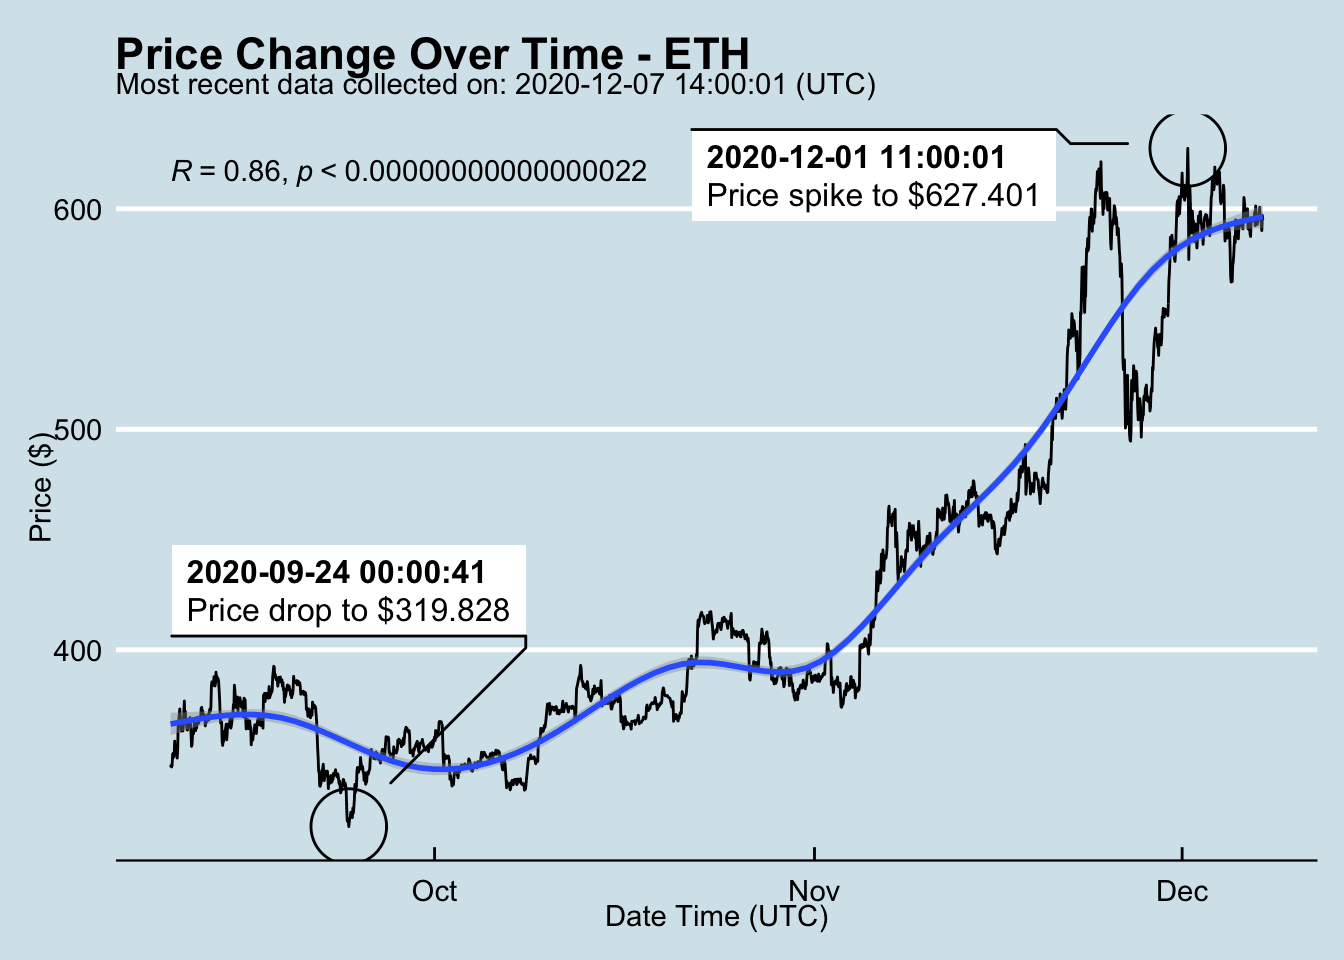 Price Change Over Time - ETH
Most recent data collected on: 2020-12-07 14:00:01 (UTC)
R = 0.86, p < 0.00000000000000022
2020-12-01 11:00:01
Price spike to $627.401
600
500
400
Price ($)
2020-09-24 00:00:41
Price drop to $319.828
Oct
Nov
Dec
Date Time (UTC)